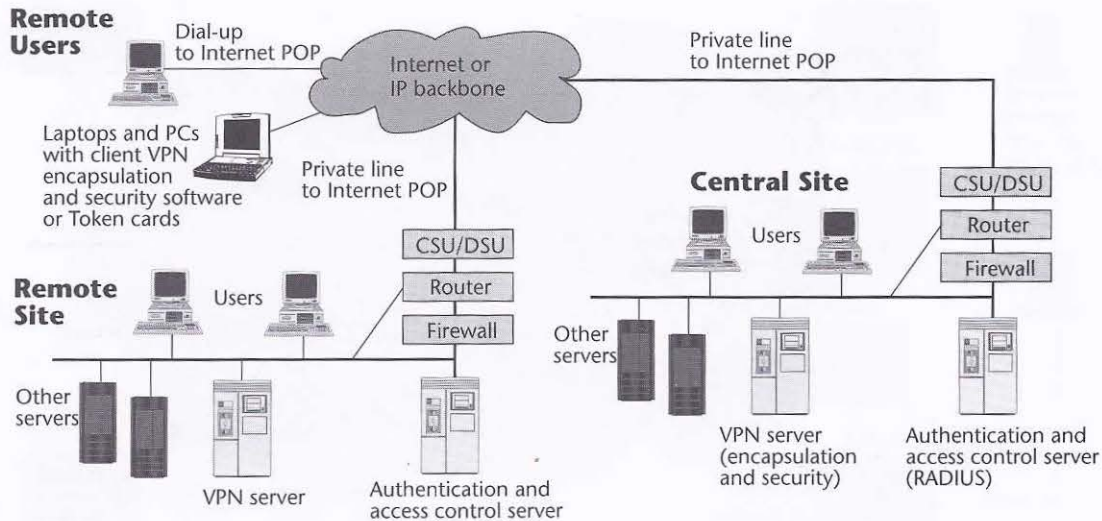 Remote
Users
Dial-up
to Internet POP
Internet or
IP backbone
Private line
to Internet POP
Laptops and PCs
with client VPN
encapsulation
and security software
or Token cards
Private line
to Internet POP
Central Site
Users
CSU/DSU
Router
Firewall
CSU/DSU
Router
Firewall
Remote
Site
Users
Other
servers
VPN server
Authentication and
access control server
Other
servers
VPN server
(encapsulation
and security)
Authentication and
access control server
(RADIUS)